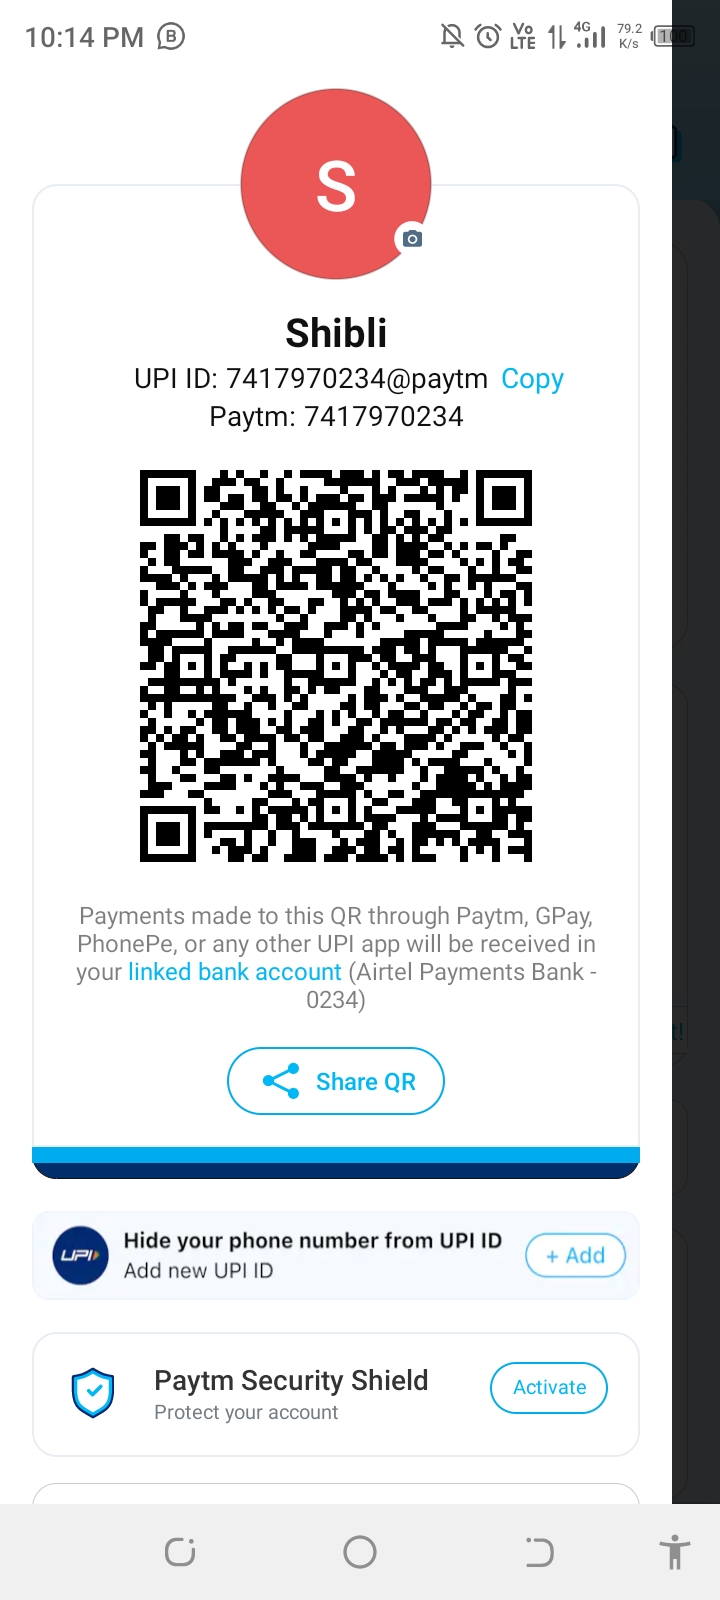 10:14 PM B Vo LTE 4G 79.2 K/s 100
S
Shibli
UPI ID: 7417970234@paytm Copy
Paytm: 7417970234
Payments made to this QR through Paytm, GPay,
PhonePe, or any other UPI app will be received in
your linked bank account (Airtel Payments Bank -
0234)
Share QR
t!
UPI Hide your phone number from UPI ID
Add new UPI ID
+ Add
Paytm Security Shield
Protect your account
Activate